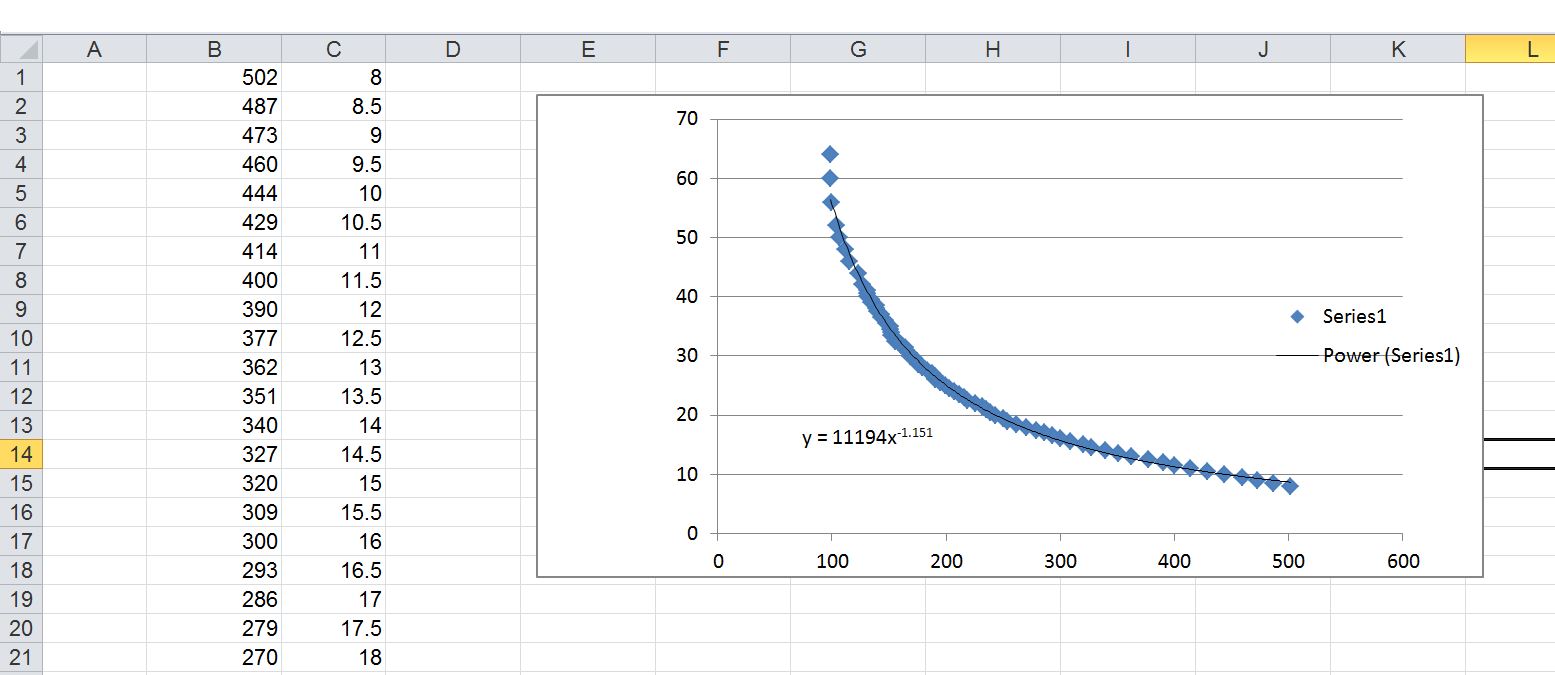 A B C D E F G H I J K L
1 502 8
2 487 8.5
3 473 9
4 460 9.5
5 444 10
6 429 10.5
7 414 11
8 400 11.5
9 390 12
10 377 12.5
11 362 13
12 351 13.5
13 340 14
14 327 14.5
15 320 15
16 309 15.5
17 300 16
18 293 16.5
19 286 17
20 279 17.5
21 270 18
70
60
50
40
30
20
10
0
0 100 200 300 400 500 600
y = 11194x^-1.151
Series1
Power (Series1)